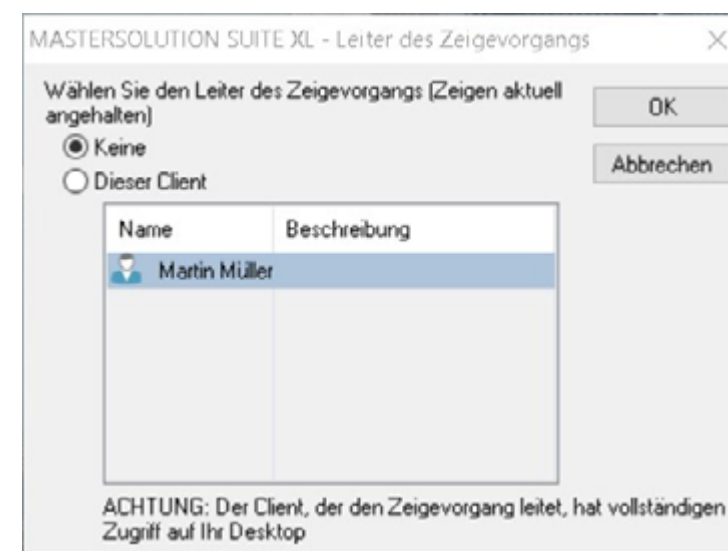 MASTERSOLUTION SUITE XL - Leiter des Zeigevorgangs
Wählen Sie den Leiter des Zeigevorgangs (Zeigen aktuell
angehalten)
OK
Keine
Abbrechen
Dieser Client
Name Beschreibung
Martin Müller
ACHTUNG: Der Client, der den Zeigevorgang leitet, hat vollständigen
Zugriff auf Ihr Desktop